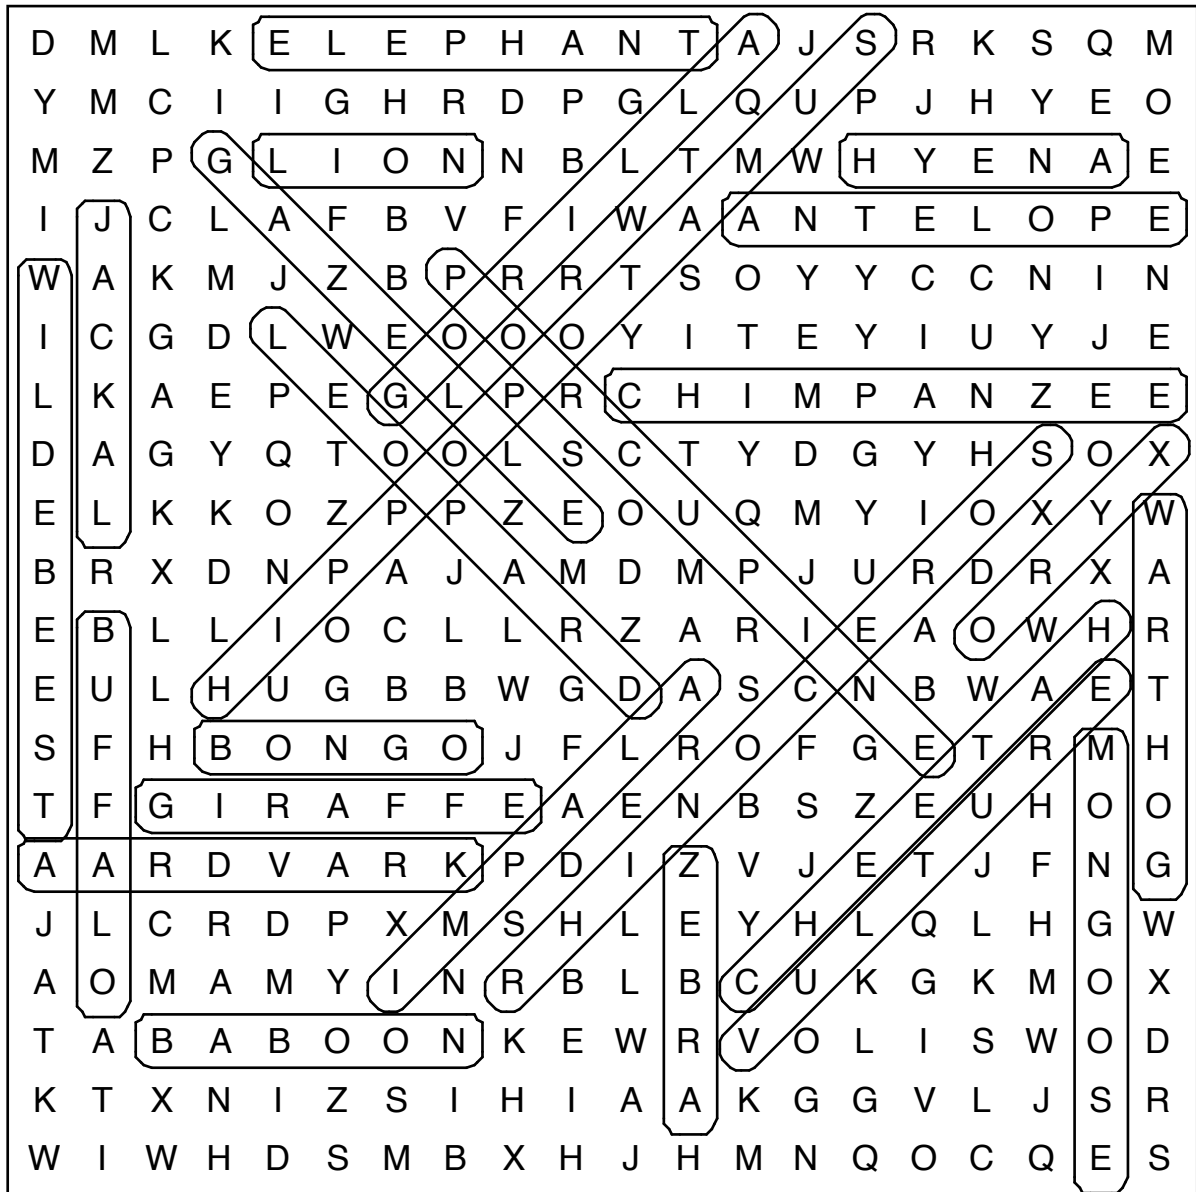 D M L K E L E P H A N T A J S R K S Q M
Y M C I I G H R D P G L Q U P J H Y E O
M Z P G L I O N N B L T M W H Y E N A E
I J C L A F B V F I W A A N T E L O P E
W A K M J Z B P R R T S O Y Y C C N I N
I C G D L W E O O O Y I T E Y I U Y J E
L K A E P E G L P R C H I M P A N Z E E
D A G Y Q T O O L S C T Y D G Y H S O X
E L K K O Z P P Z E O U Q M Y I O X Y W
B R X D N P A J A M D M P J U R D R X A
E B L L I O C L L R Z A R I E A O W H R
E U L H U G B B W G D A S C N B W A E T
S F H B O N G O J F L R O F G E T R M H
T F G I R A F F E A E N B S Z E U H O O
A A R D V A R K P D I Z V J E T J F N G
J L C R D P X M S H L E Y H L Q L H G W
A O M A M Y I N R B L B C U K G K M O X
T A B A B O O N K E W R V O L I S W O D
K T X N I Z S I H I A A K G G V L J S R
W I W H D S M B X H J H M N Q O C Q E S